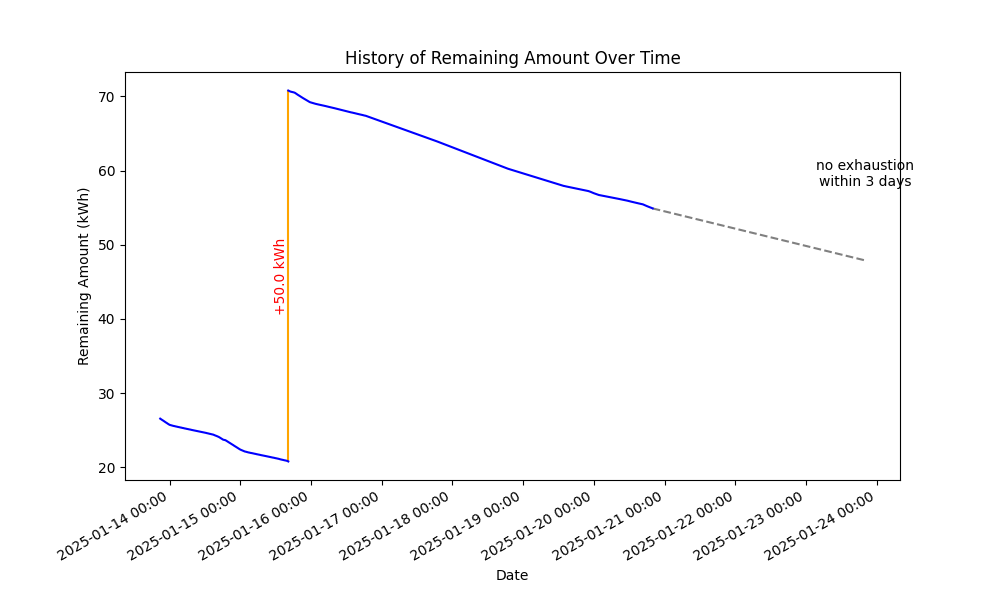 History of Remaining Amount Over Time
Remaining Amount (kWh)
70
60
50
40
30
20
+50.0 kWh
no exhaustion
within 3 days
2025-01-14 00:00
2025-01-15 00:00
2025-01-16 00:00
2025-01-17 00:00
2025-01-18 00:00
2025-01-19 00:00
2025-01-20 00:00
2025-01-21 00:00
2025-01-22 00:00
2025-01-23 00:00
2025-01-24 00:00
Date